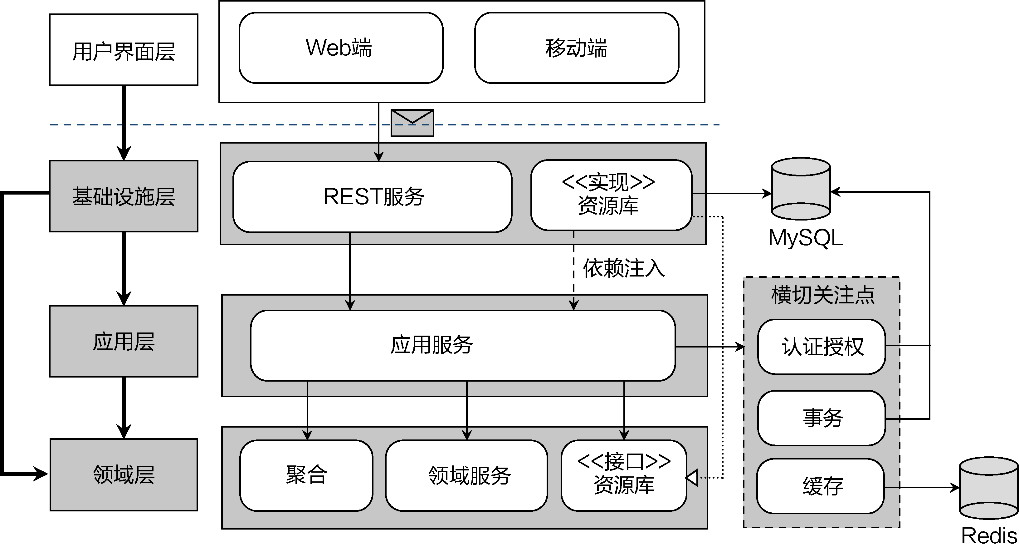 用户界面层
Web端
移动端
基础设施层
REST服务
<<实现>>
资源库
MySQL
依赖注入
横切关注点
应用层
应用服务
认证授权
事务
领域层
聚合
领域服务
<<接口>>
资源库
缓存
Redis